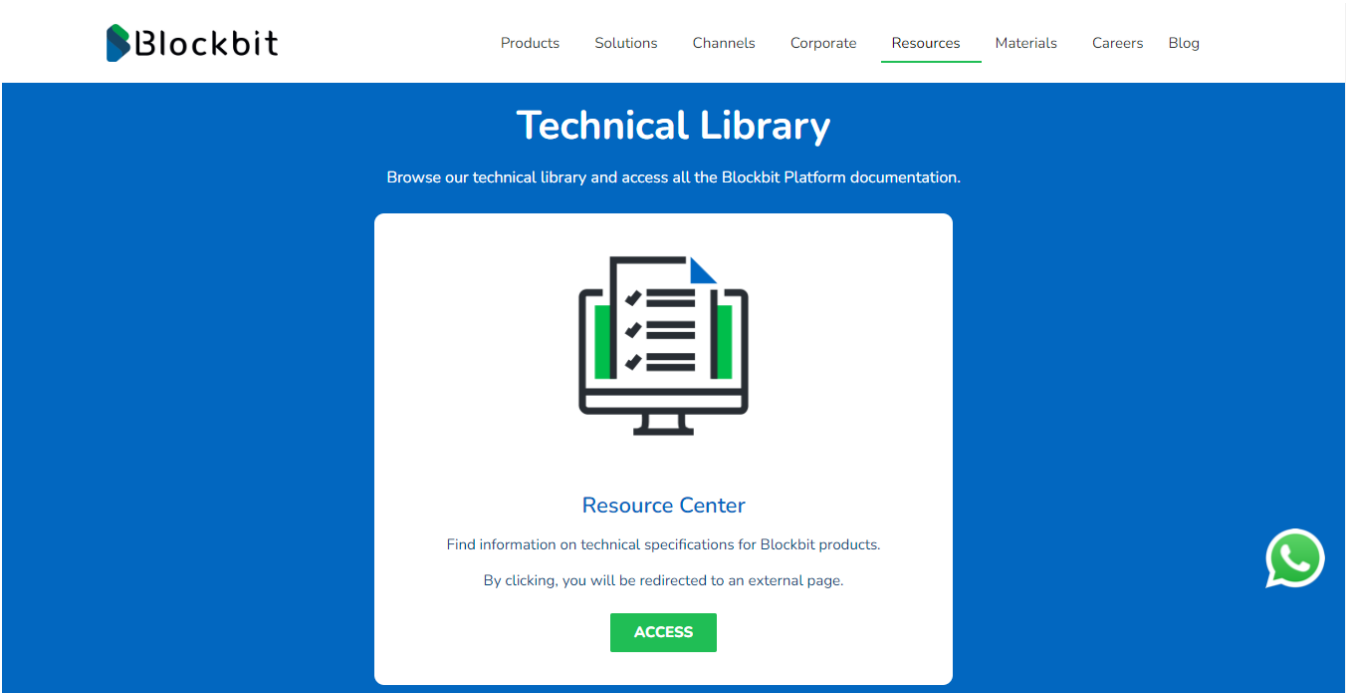 Blockbit
Products Solutions Channels Corporate Resources Materials Careers Blog
Technical Library
Browse our technical library and access all the Blockbit Platform documentation.
Resource Center
Find information on technical specifications for Blockbit products.
By clicking, you will be redirected to an external page.
ACCESS